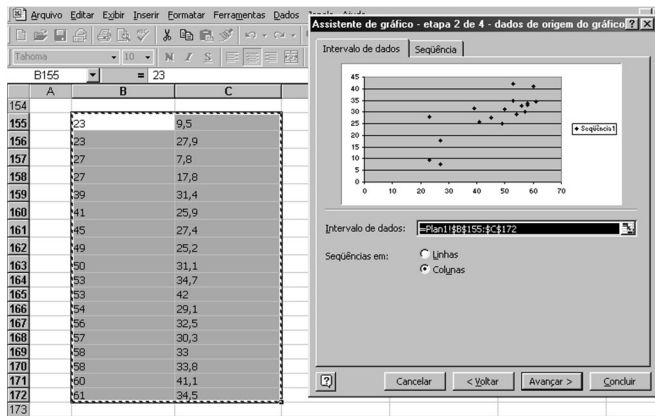 Arquivo Editar Exibir Inserir Formatar Ferramentas Dados Janela Ajuda
Tahoma 10 N I S
B155 = 23
A B C
154
155 23 9,5
156 23 27,9
157 27 7,8
158 27 17,8
159 39 31,4
160 41 25,9
161 45 27,4
162 49 25,2
163 50 31,1
164 53 34,7
165 53 42
166 54 29,1
167 56 32,5
168 57 30,3
169 58 33
170 58 33,8
171 60 41,1
172 61 34,5
173
Assistente de gráfico - etapa 2 de 4 - dados de origem do gráfico
Intervalo de dados Seqüência
45
40
35
30
25
20
15
10
5
0
0 10 20 30 40 50 60 70
Seqüência1
Intervalo de dados: =Plan1!$B$155:$C$172
Seqüências em: Linhas
Colunas
Cancelar < Voltar Avançar > Concluir